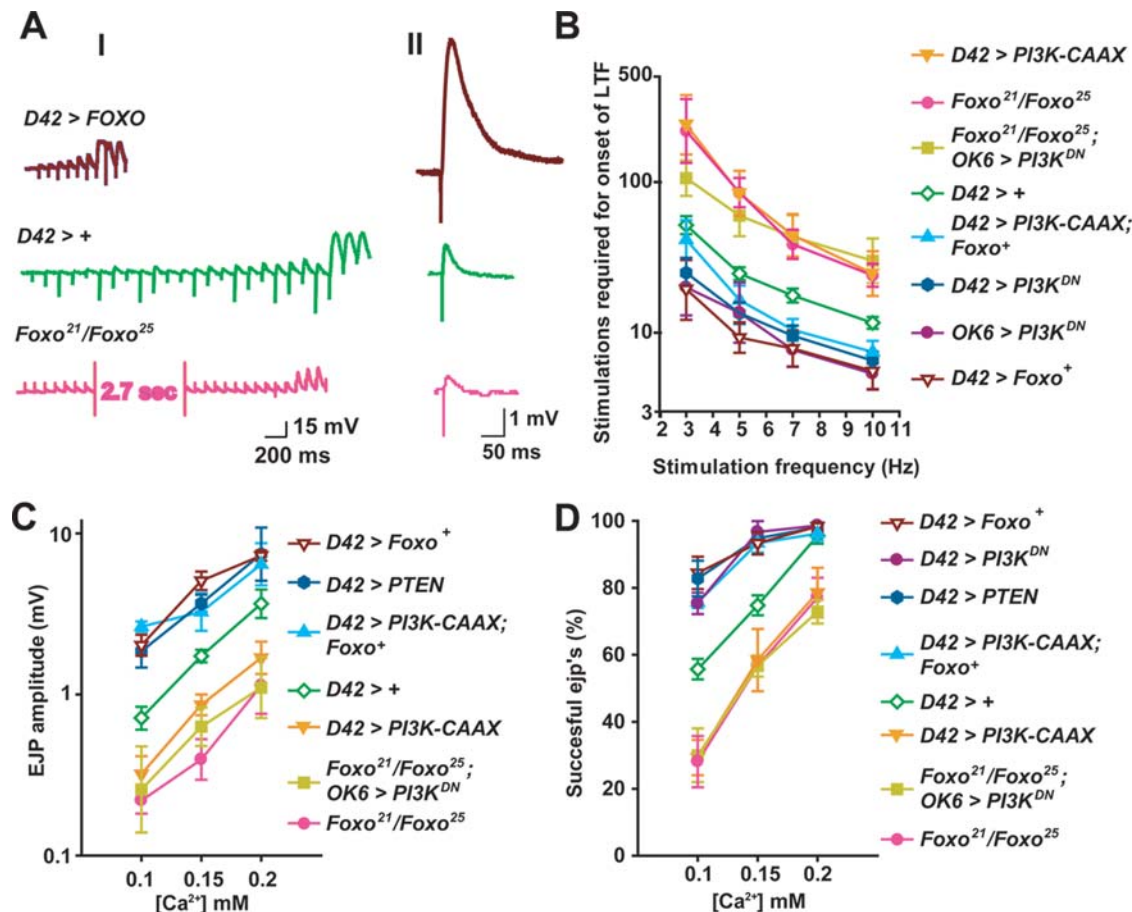 A
I
II
D42 > FOXO
D42 > +
Foxo²¹/Foxo²⁵
2.7 sec
15 mV
200 ms
1 mV
50 ms
B
Stimulations required for onset of LTF
500
100
10
3
2 3 4 5 6 7 8 9 10 11
Stimulation frequency (Hz)
D42 > PI3K-CAAX
Foxo²¹/Foxo²⁵
Foxo²¹/Foxo²⁵;
OK6 > PI3Kᴰᴺ
D42 > +
D42 > PI3K-CAAX;
Foxo⁺
D42 > PI3Kᴰᴺ
OK6 > PI3Kᴰᴺ
D42 > Foxo⁺
C
EJP amplitude (mV)
10
1
0.1
0.1 0.15 0.2
[Ca²⁺] mM
D42 > Foxo⁺
D42 > PTEN
D42 > PI3K-CAAX;
Foxo⁺
D42 > +
D42 > PI3K-CAAX
Foxo²¹/Foxo²⁵;
OK6 > PI3Kᴰᴺ
Foxo²¹/Foxo²⁵
D
Succesful ejp's (%)
100
80
60
40
20
0
0.1 0.15 0.2
[Ca²⁺] mM
D42 > Foxo⁺
D42 > PI3Kᴰᴺ
D42 > PTEN
D42 > PI3K-CAAX;
Foxo⁺
D42 > +
D42 > PI3K-CAAX
Foxo²¹/Foxo²⁵;
OK6 > PI3Kᴰᴺ
Foxo²¹/Foxo²⁵